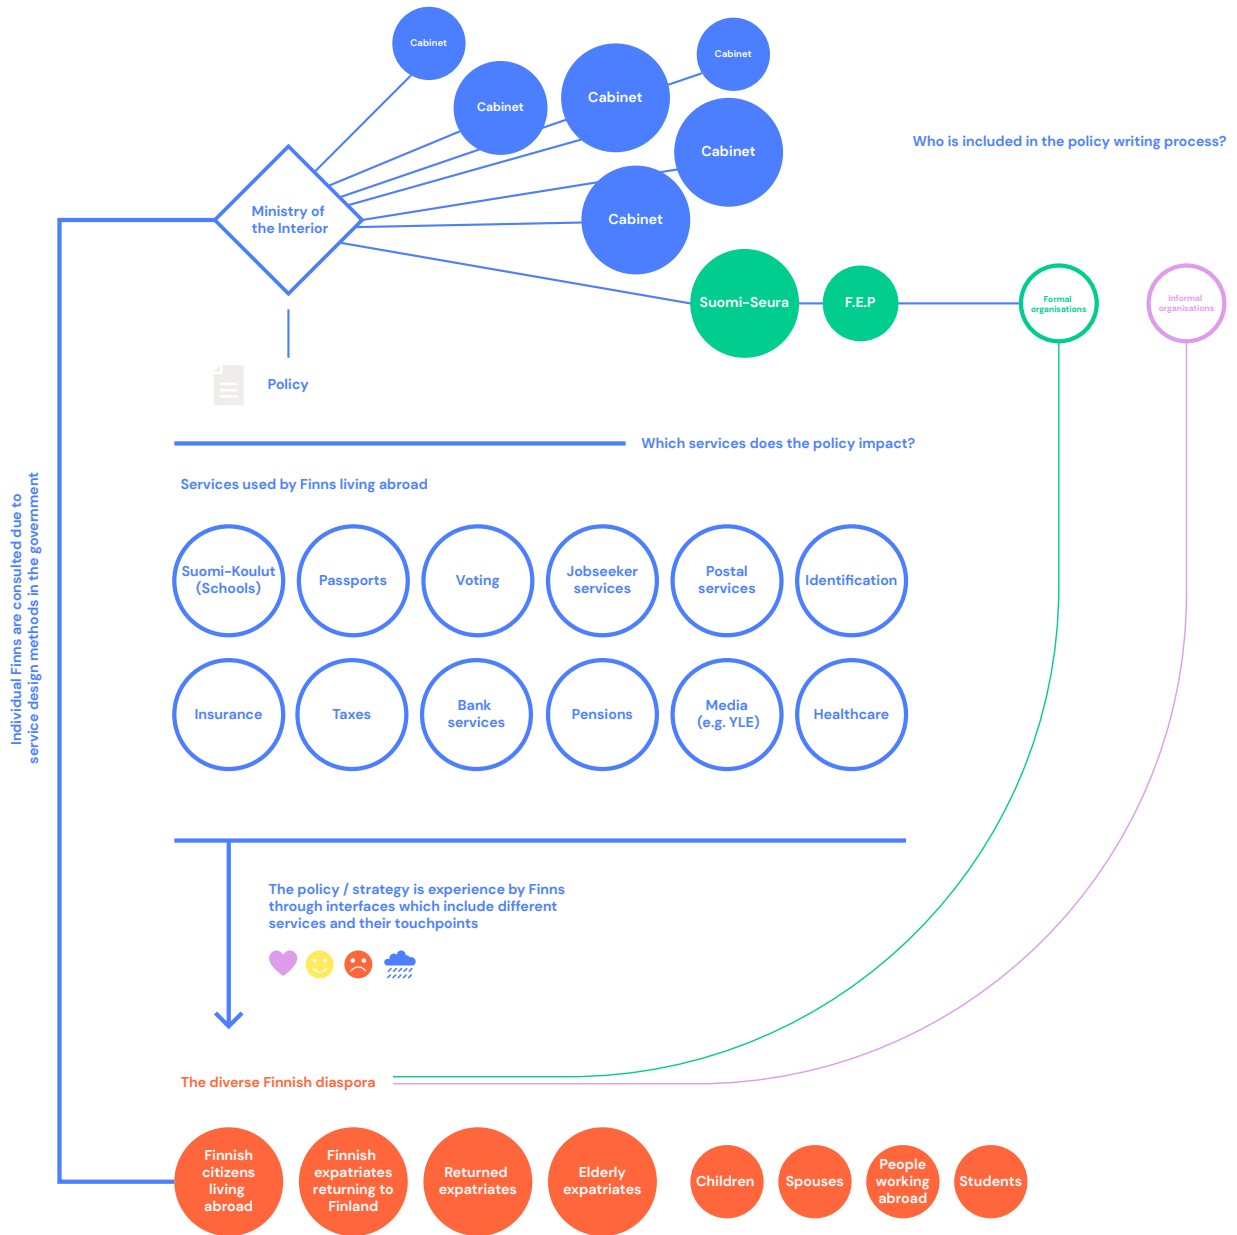 Cabinet
Cabinet
Cabinet
Cabinet
Cabinet
Cabinet
Who is included in the policy writing process?
Ministry of
the Interior
Suomi-Seura
F.E.P
Formal
organisations
Informal
organisations
Policy
Which services does the policy impact?
Services used by Finns living abroad
Individual Finns are consulted due to
service design methods in the government
Suomi-Koulut
(Schools)
Passports
Voting
Jobseeker
services
Postal
services
Identification
Insurance
Taxes
Bank
services
Pensions
Media
(e.g. YLE)
Healthcare
The policy / strategy is experience by Finns
through interfaces which include different
services and their touchpoints
The diverse Finnish diaspora
Finnish
citizens
living
abroad
Finnish
expatriates
returning to
Finland
Returned
expatriates
Elderly
expatriates
Children
Spouses
People
working
abroad
Students